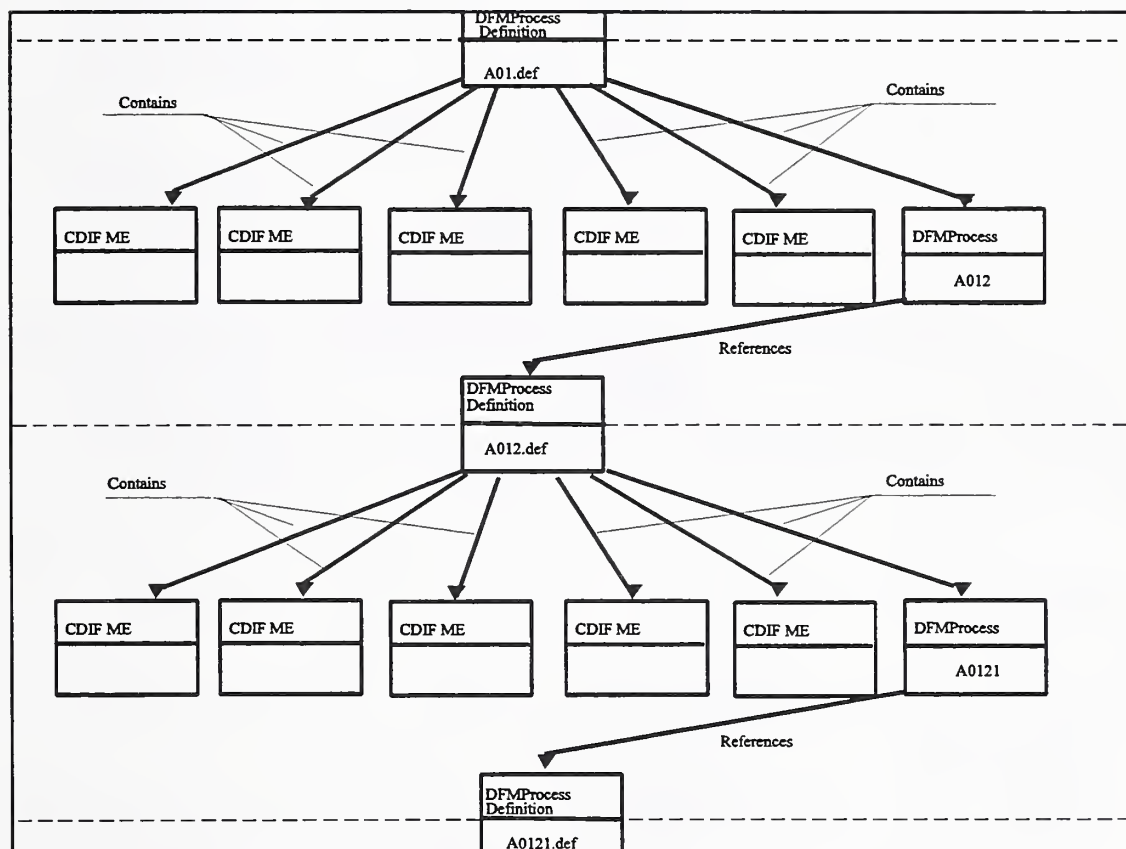 DFMProcess
Definition
A01.def
Contains
Contains
CDIF ME
CDIF ME
CDIF ME
CDIF ME
CDIF ME
DFMProcess
A012
References
DFMProcess
Definition
A012.def
Contains
Contains
CDIF ME
CDIF ME
CDIF ME
CDIF ME
CDIF ME
DFMProcess
A0121
References
DFMProcess
Definition
A0121.def